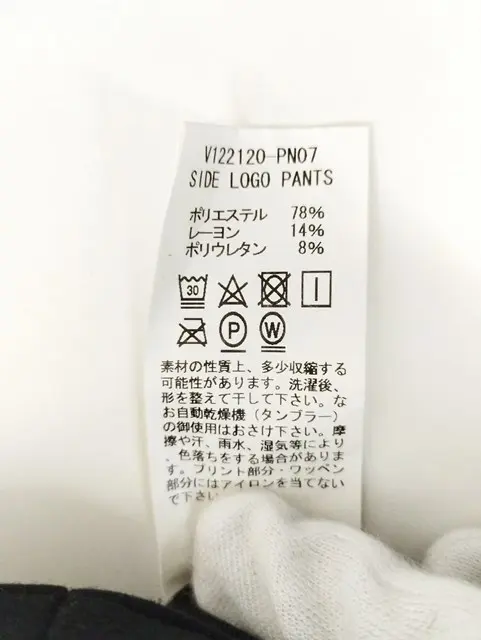 V122120-PN07
SIDE LOGO PANTS
ポリエステル 78%
レーヨン 14%
ポリウレタン 8%
30
P W
素材の性質上、多少収縮する
可能性があります。洗濯後、
形を整えて干して下さい。な
お自動乾燥機（タンブラー）
の御使用はおさけ下さい。摩
擦や汗、雨水、湿気等により
、色落ちをする場合がありま
す。プリント部分・ワッペン
部分にはアイロンを当てない
で下さい